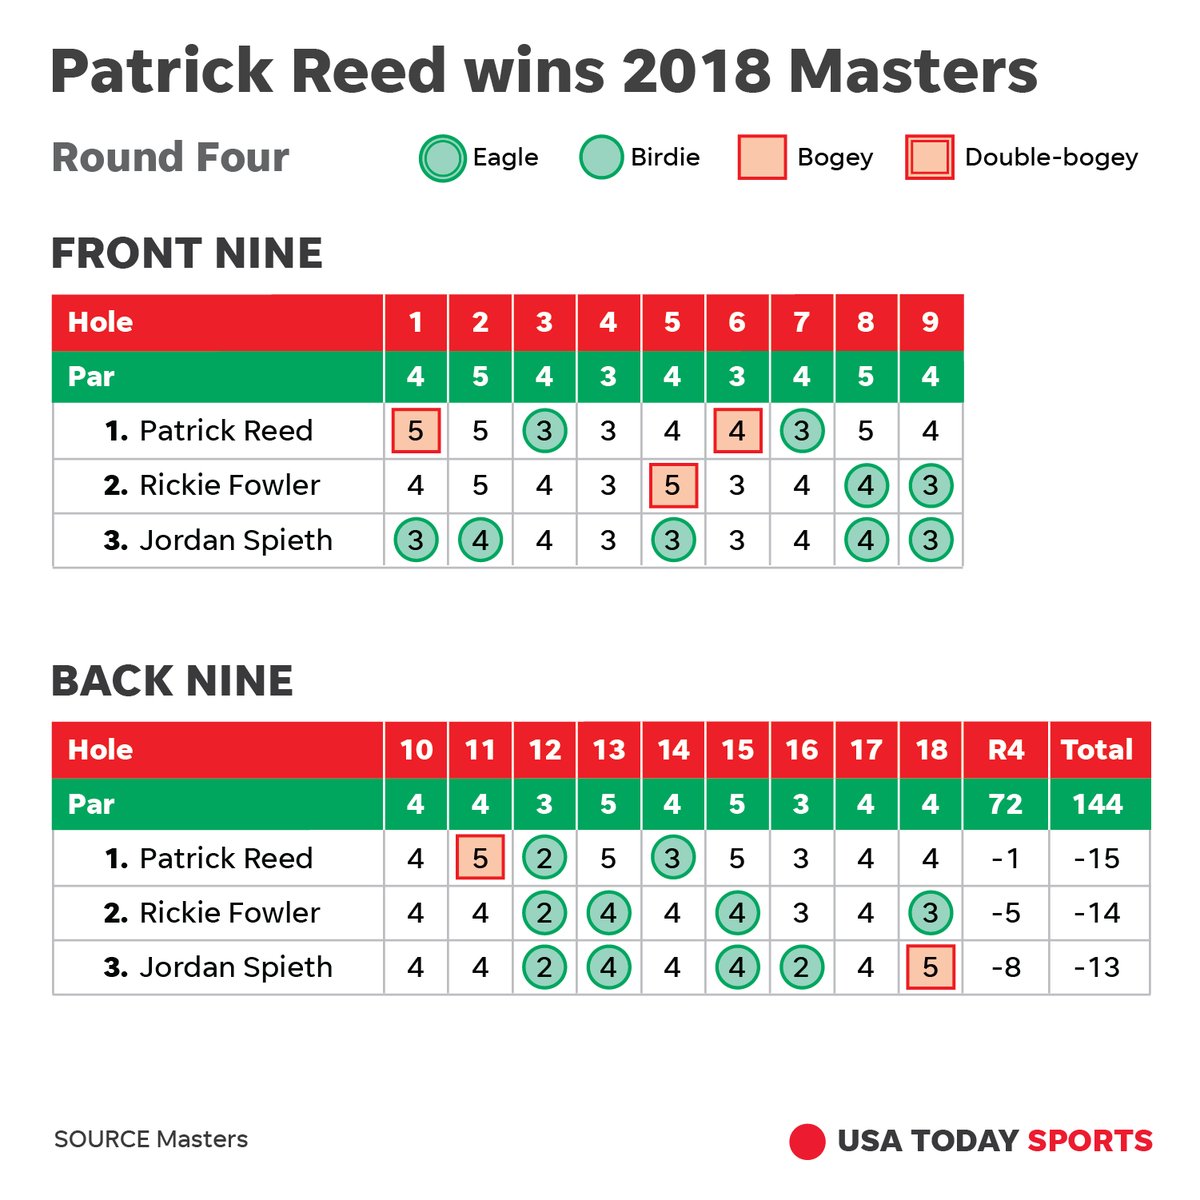 Patrick Reed wins 2018 Masters
Round Four Eagle Birdie Bogey Double-bogey
FRONT NINE
Hole 1 2 3 4 5 6 7 8 9
Par 4 5 4 3 4 3 4 5 4
1. Patrick Reed 5 5 3 3 4 4 3 5 4
2. Rickie Fowler 4 5 4 3 5 3 4 4 3
3. Jordan Spieth 3 4 4 3 3 3 4 4 3
BACK NINE
Hole 10 11 12 13 14 15 16 17 18 R4 Total
Par 4 4 3 5 4 5 3 4 4 72 144
1. Patrick Reed 4 5 2 5 3 5 3 4 4 -1 -15
2. Rickie Fowler 4 4 2 4 4 4 3 4 3 -5 -14
3. Jordan Spieth 4 4 2 4 4 4 2 4 5 -8 -13
SOURCE Masters
USA TODAY SPORTS